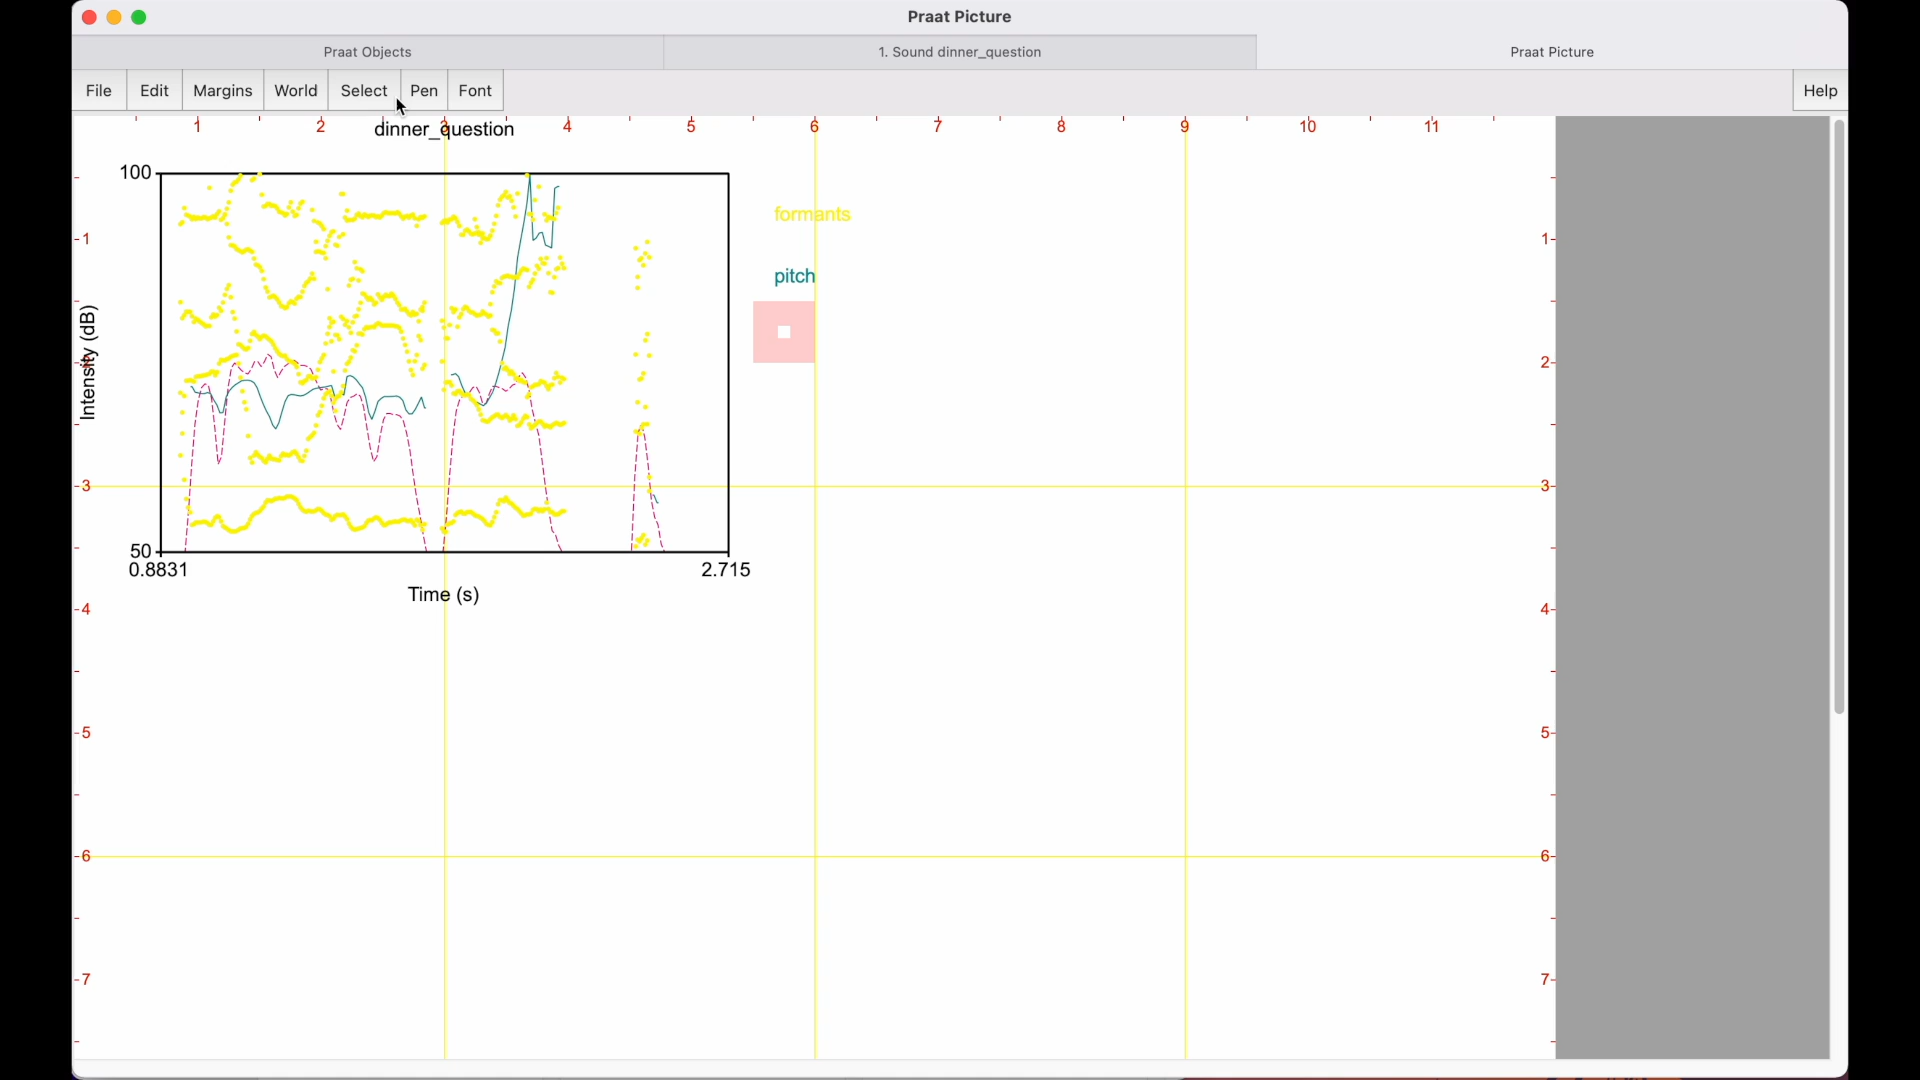 Praat Picture
Praat Objects
1. Sound dinner_question
Praat Picture
File Edit Margins World Select Pen Font Help
1 2 3 4 5 6 7 8 9 10 11
dinner_question
100
formants
1 1
pitch
Intensity (dB)
2 2
3 3
50
0.8831 2.715
Time (s)
4 4
5 5
6 6
7 7